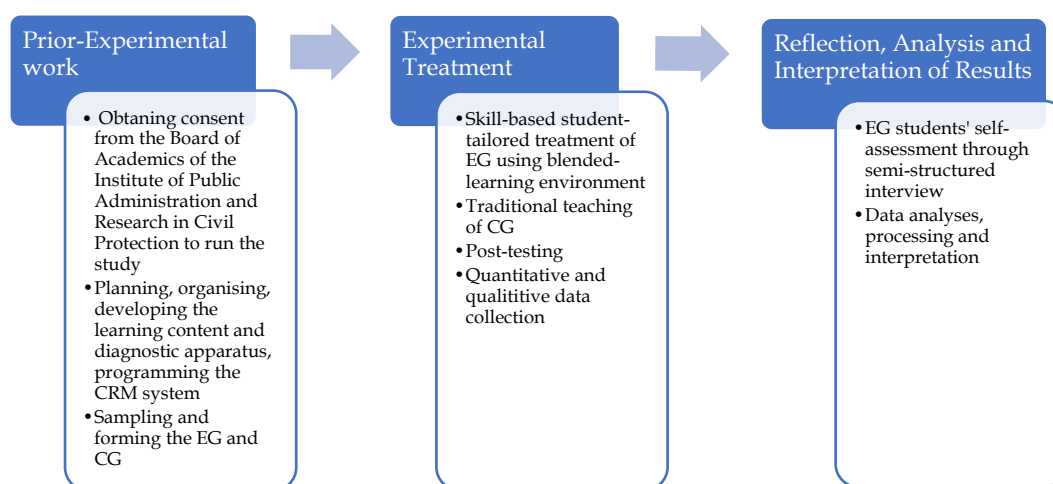 Prior-Experimental
work
• Obtaning consent
from the Board of
Academics of the
Institute of Public
Administration and
Research in Civil
Protection to run the
study
•Planning, organising,
developing the
learning content and
diagnostic apparatus,
programming the
CRM system
•Sampling and
forming the EG and
CG
Experimental
Treatment
•Skill-based student-
tailored treatment of
EG using blended-
learning environment
•Traditional teaching
of CG
•Post-testing
•Quantitative and
qualititive data
collection
Reflection, Analysis and
Interpretation of Results
•EG students' self-
assessment through
semi-structured
interview
•Data analyses,
processing and
interpretation